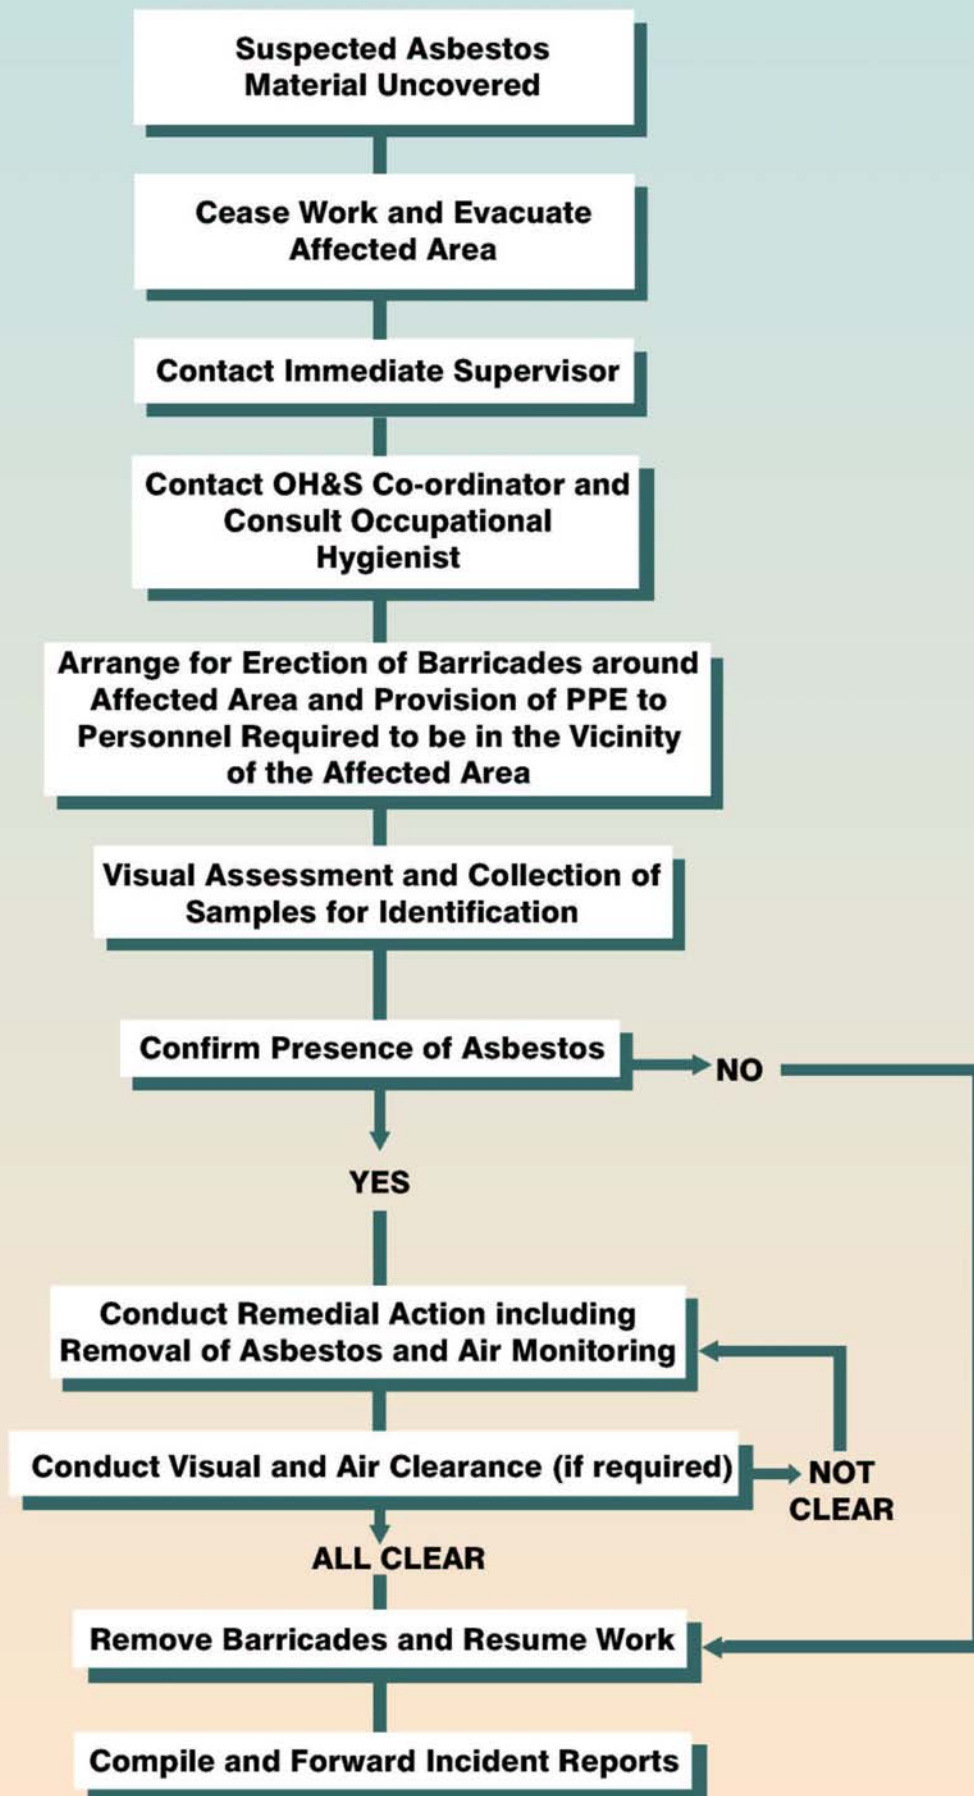 Suspected Asbestos
Material Uncovered
Cease Work and Evacuate
Affected Area
Contact Immediate Supervisor
Contact OH&S Co-ordinator and
Consult Occupational
Hygienist
Arrange for Erection of Barricades around
Affected Area and Provision of PPE to
Personnel Required to be in the Vicinity
of the Affected Area
Visual Assessment and Collection of
Samples for Identification
Confirm Presence of Asbestos
NO
YES
Conduct Remedial Action including
Removal of Asbestos and Air Monitoring
Conduct Visual and Air Clearance (if required)
NOT
CLEAR
ALL CLEAR
Remove Barricades and Resume Work
Compile and Forward Incident Reports